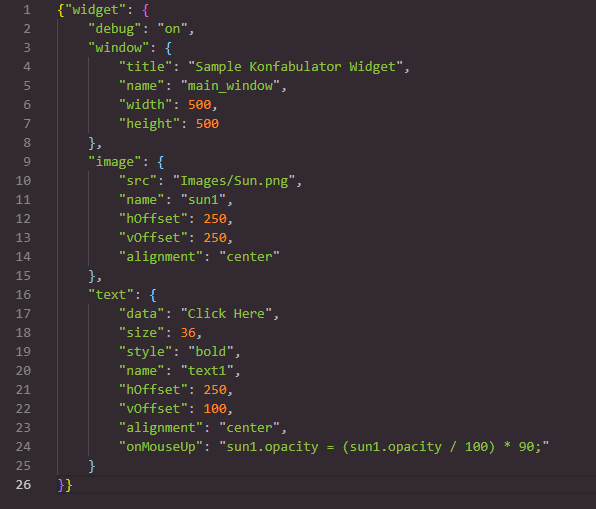 1 {"widget": {
2     "debug": "on",
3     "window": {
4         "title": "Sample Konfabulator Widget",
5         "name": "main_window",
6         "width": 500,
7         "height": 500
8     },
9     "image": {
10         "src": "Images/Sun.png",
11         "name": "sun1",
12         "hOffset": 250,
13         "vOffset": 250,
14         "alignment": "center"
15     },
16     "text": {
17         "data": "Click Here",
18         "size": 36,
19         "style": "bold",
20         "name": "text1",
21         "hOffset": 250,
22         "vOffset": 100,
23         "alignment": "center",
24         "onMouseUp": "sun1.opacity = (sun1.opacity / 100) * 90;"
25     }
26 }}